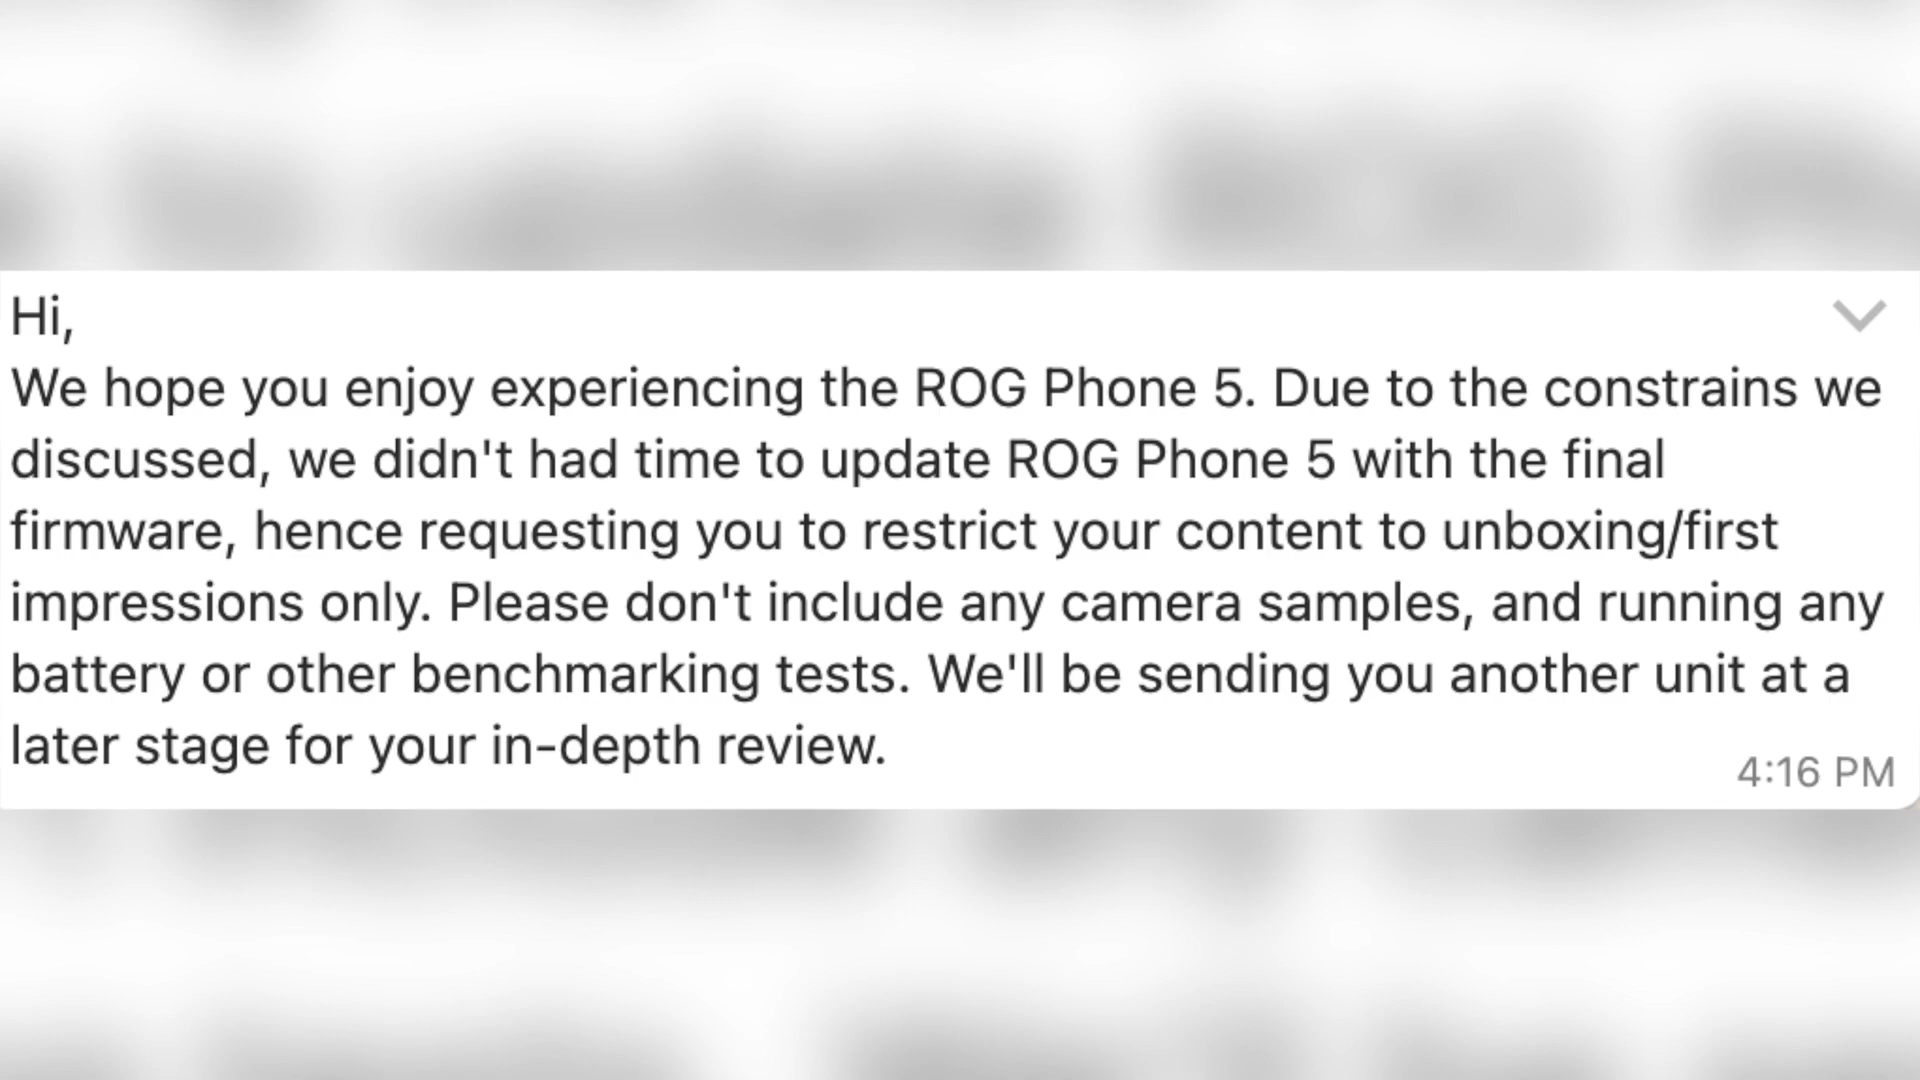 Hi,
We hope you enjoy experiencing the ROG Phone 5. Due to the constrains we
discussed, we didn't had time to update ROG Phone 5 with the final
firmware, hence requesting you to restrict your content to unboxing/first
impressions only. Please don't include any camera samples, and running any
battery or other benchmarking tests. We'll be sending you another unit at a
later stage for your in-depth review.
4:16 PM